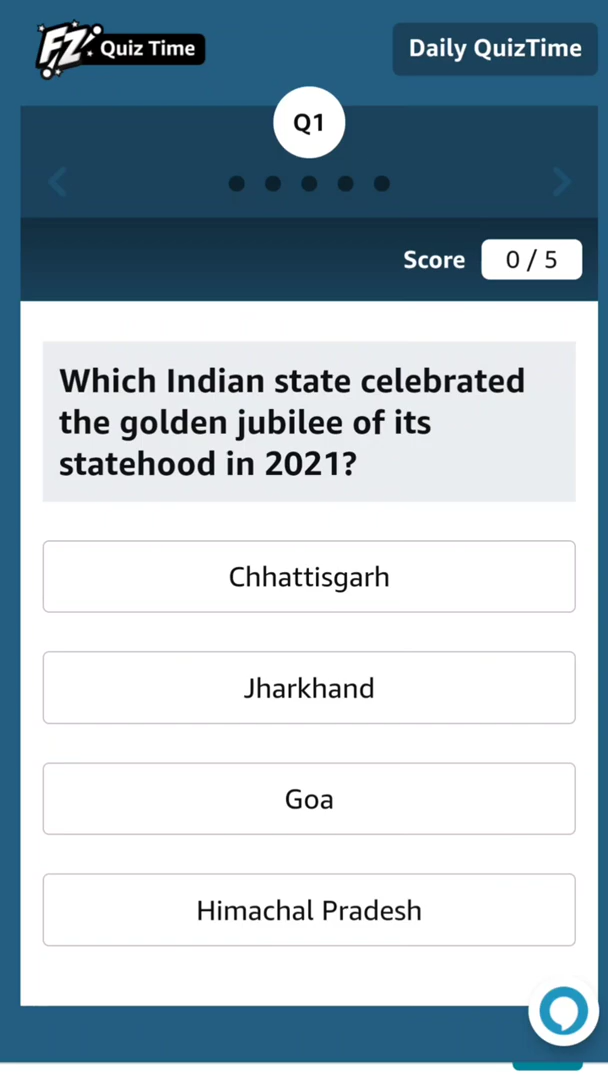 FZ Quiz Time
Daily QuizTime
Q1
Score 0 / 5
Which Indian state celebrated
the golden jubilee of its
statehood in 2021?
Chhattisgarh
Jharkhand
Goa
Himachal Pradesh